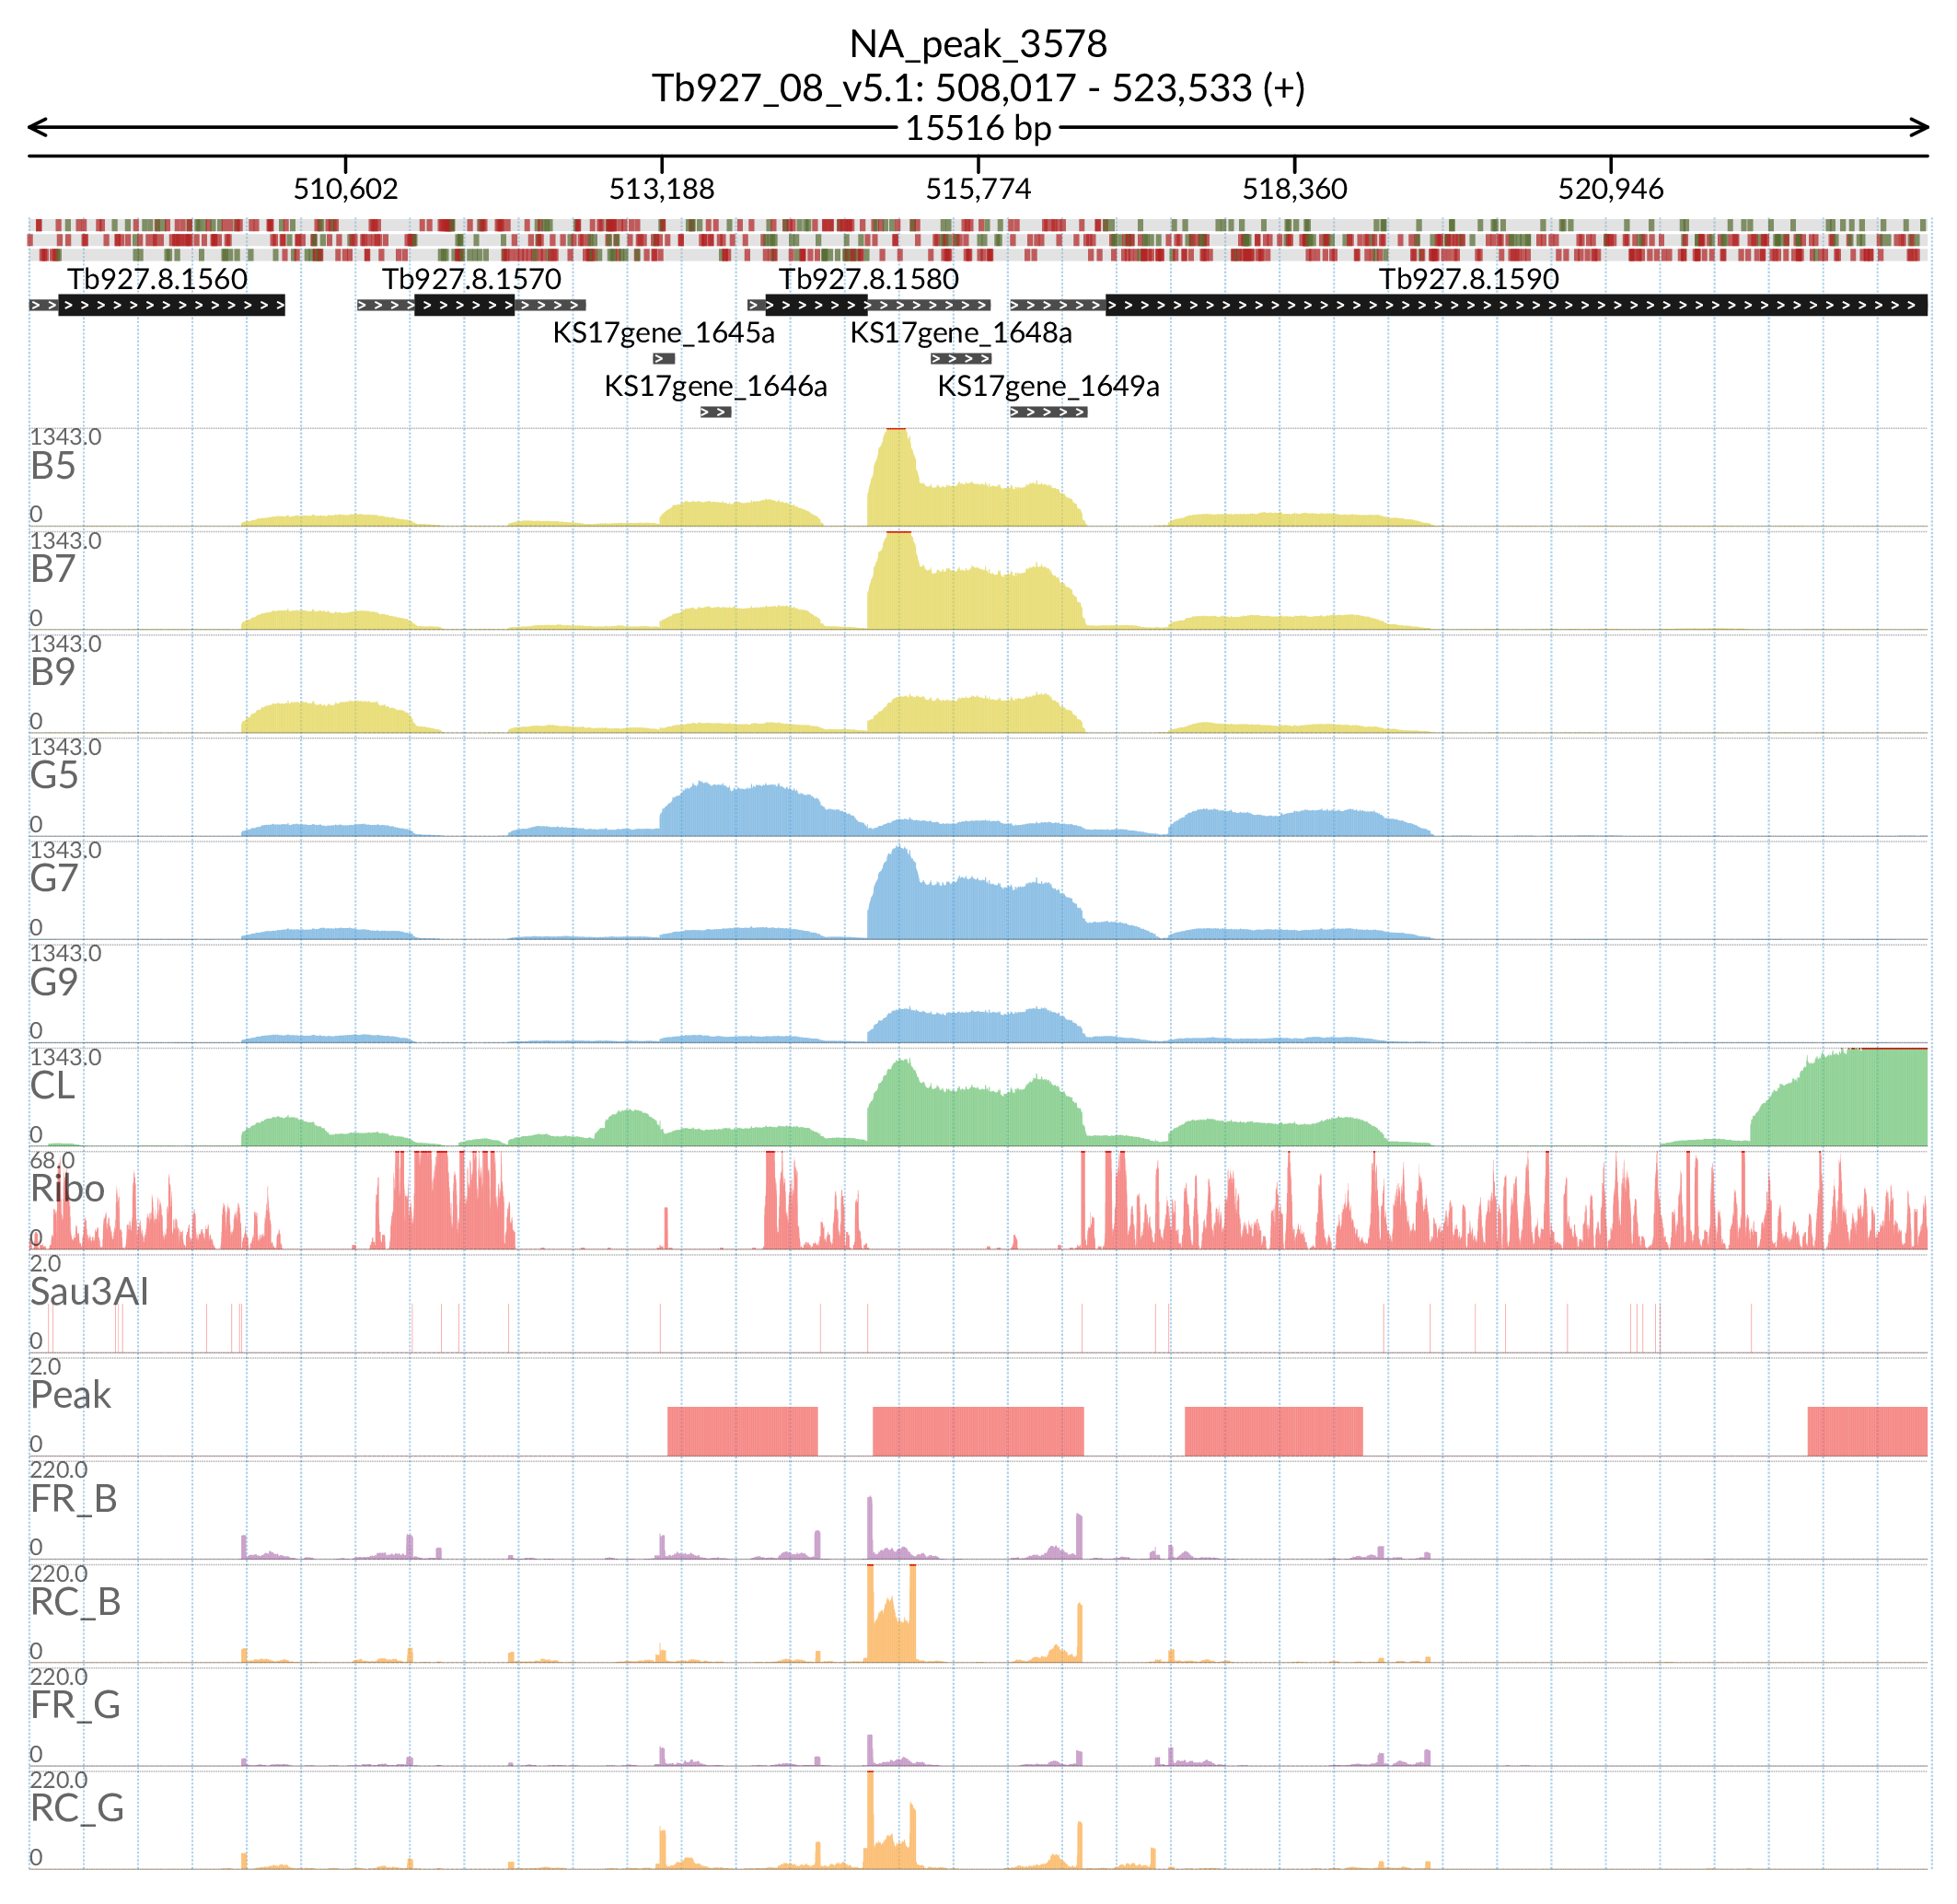 NA_peak_3578
Tb927_08_v5.1: 508,017 - 523,533 (+)
15516 bp
510,602 513,188 515,774 518,360 520,946
Tb927.8.1560 Tb927.8.1570 Tb927.8.1580 Tb927.8.1590
KS17gene_1645a KS17gene_1648a
KS17gene_1646a KS17gene_1649a
1343.0
B5
0
1343.0
B7
0
1343.0
B9
0
1343.0
G5
0
1343.0
G7
0
1343.0
G9
0
1343.0
CL
0
68.0
Ribo
0
2.0
Sau3AI
0
2.0
Peak
0
220.0
FR_B
0
220.0
RC_B
0
220.0
FR_G
0
220.0
RC_G
0